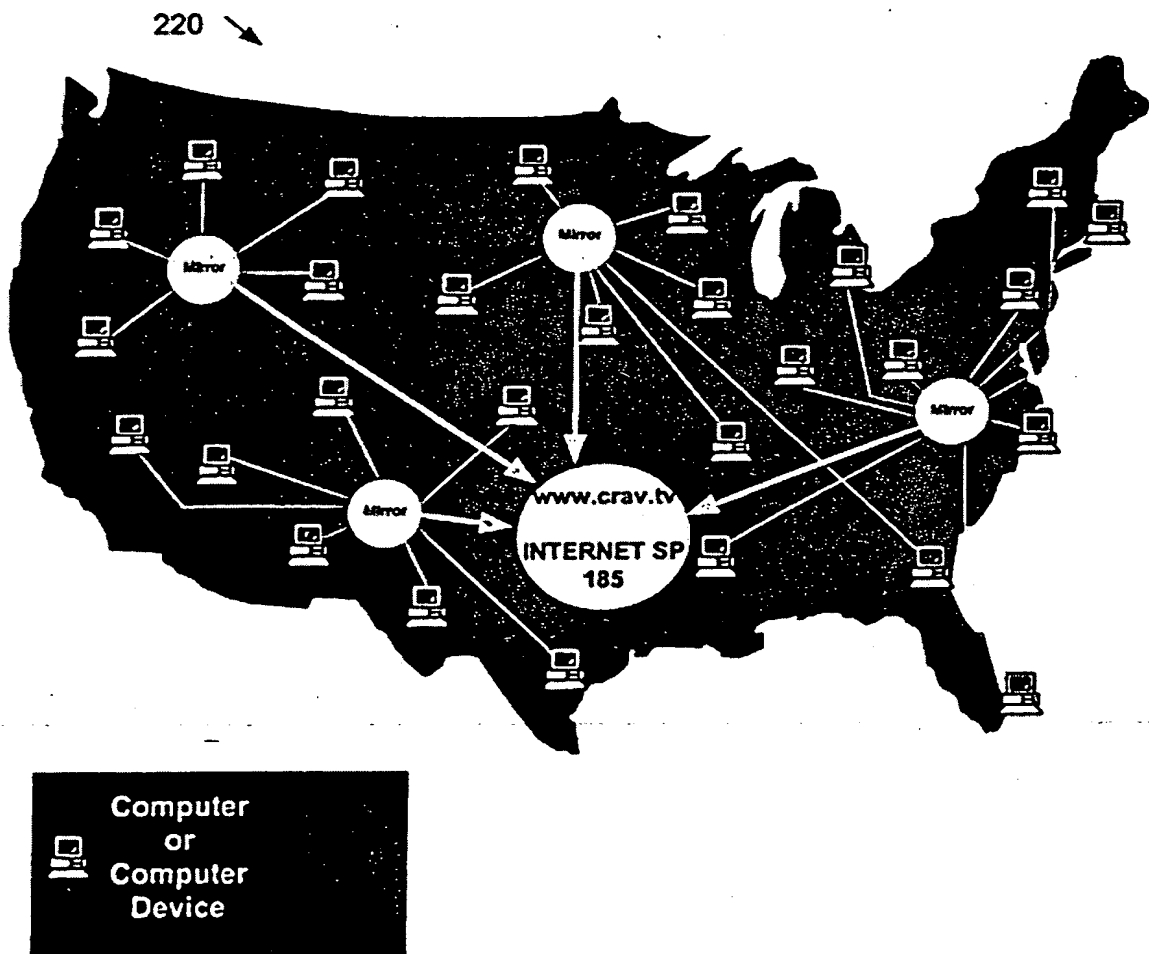 220
Mirror
Mirror
Mirror
Mirror
www.crav.tv
INTERNET SP
185
Computer
or
Computer
Device